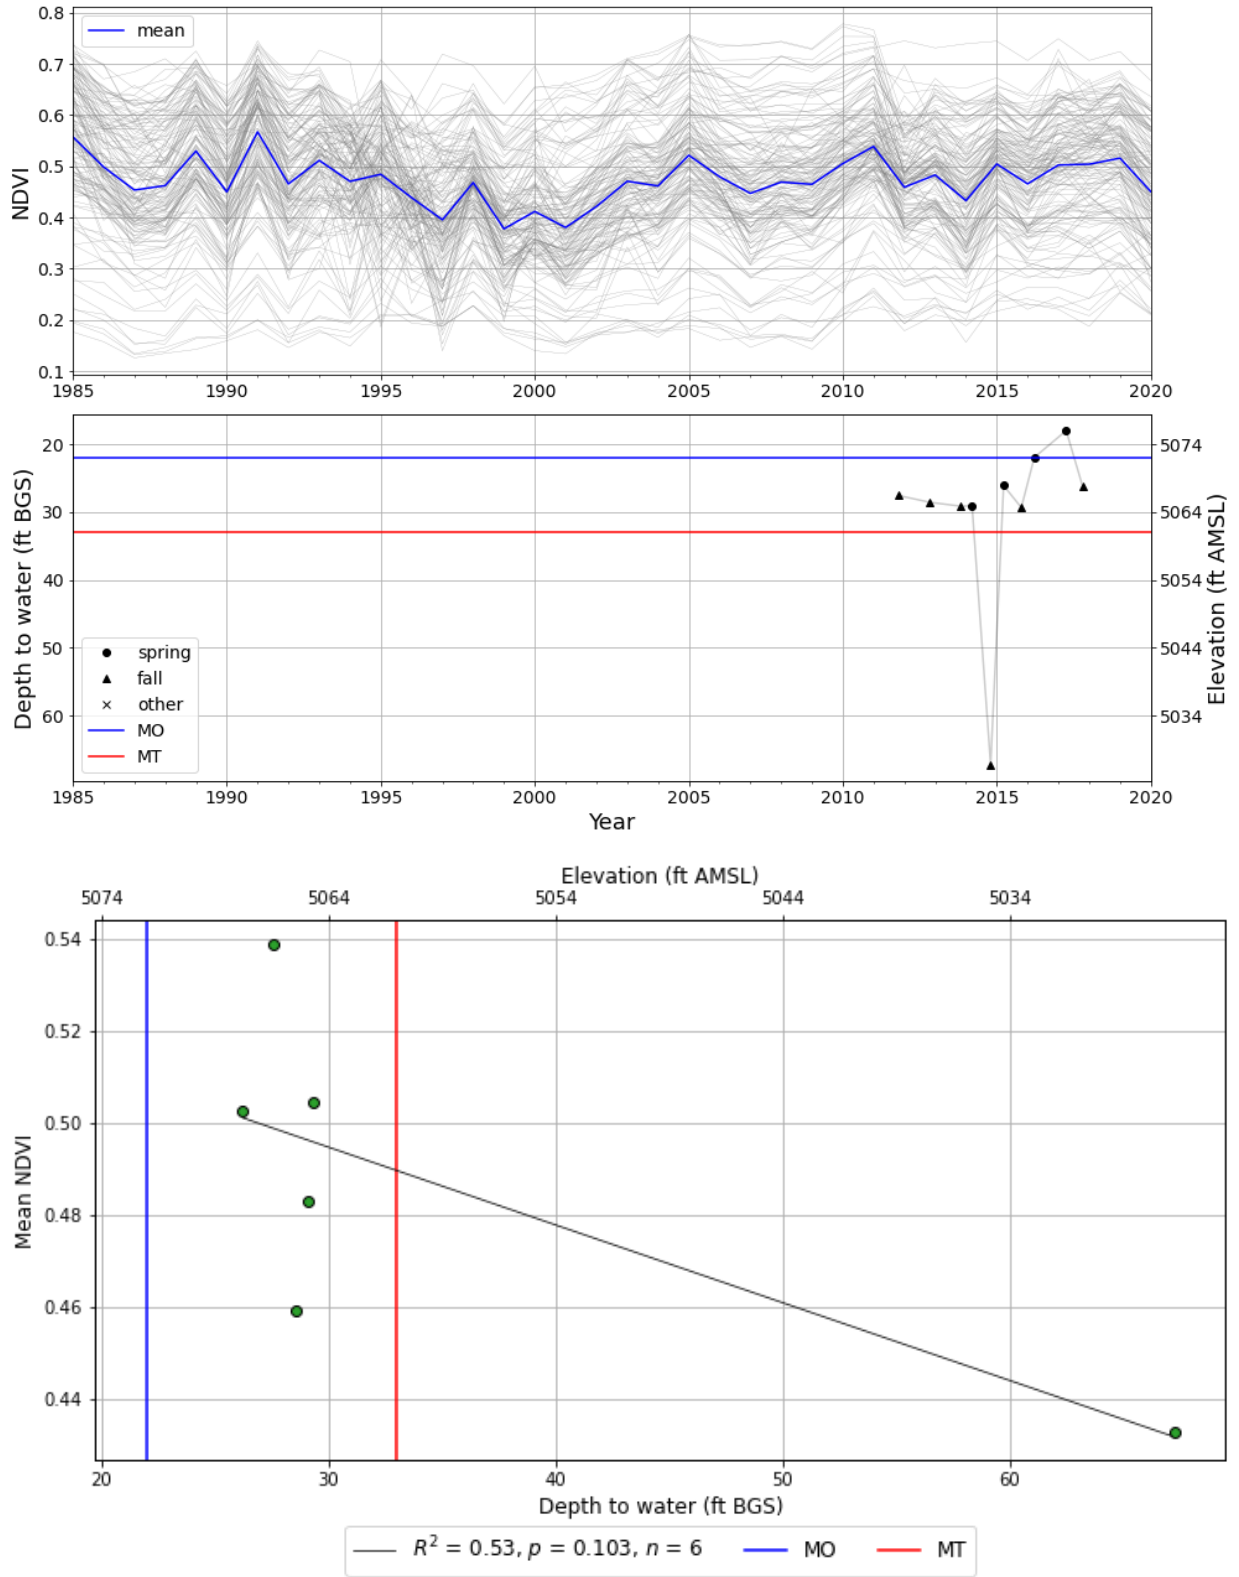 0.8
mean
0.7
0.6
0.5
0.4
0.3
0.2
0.1
NDVI
1985 1990 1995 2000 2005 2010 2015 2020
20 5074
30 5064
40 5054
50 5044
60 5034
Depth to water (ft BGS)
Elevation (ft AMSL)
spring
fall
other
MO
MT
1985 1990 1995 2000 2005 2010 2015 2020
Year
Elevation (ft AMSL)
5074 5064 5054 5044 5034
0.54
0.52
0.50
0.48
0.46
0.44
Mean NDVI
20 30 40 50 60
Depth to water (ft BGS)
R² = 0.53, p = 0.103, n = 6 MO MT